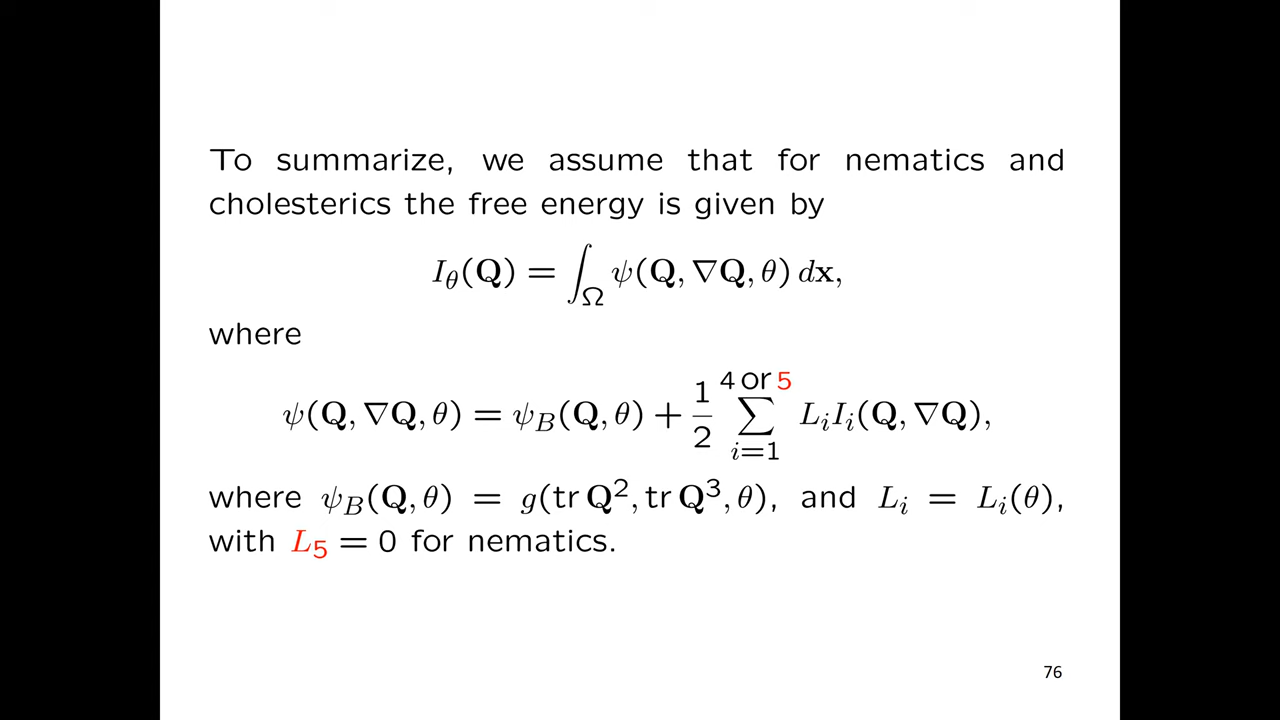 To summarize, we assume that for nematics and
cholesterics the free energy is given by
I_θ(Q) = ∫_Ω ψ(Q, ∇Q, θ) dx,
where
ψ(Q, ∇Q, θ) = ψ_B(Q, θ) + 1/2 ∑_{i=1}^{4 or 5} L_i I_i(Q, ∇Q),
where ψ_B(Q, θ) = g(tr Q², tr Q³, θ), and L_i = L_i(θ),
with L₅ = 0 for nematics.
76